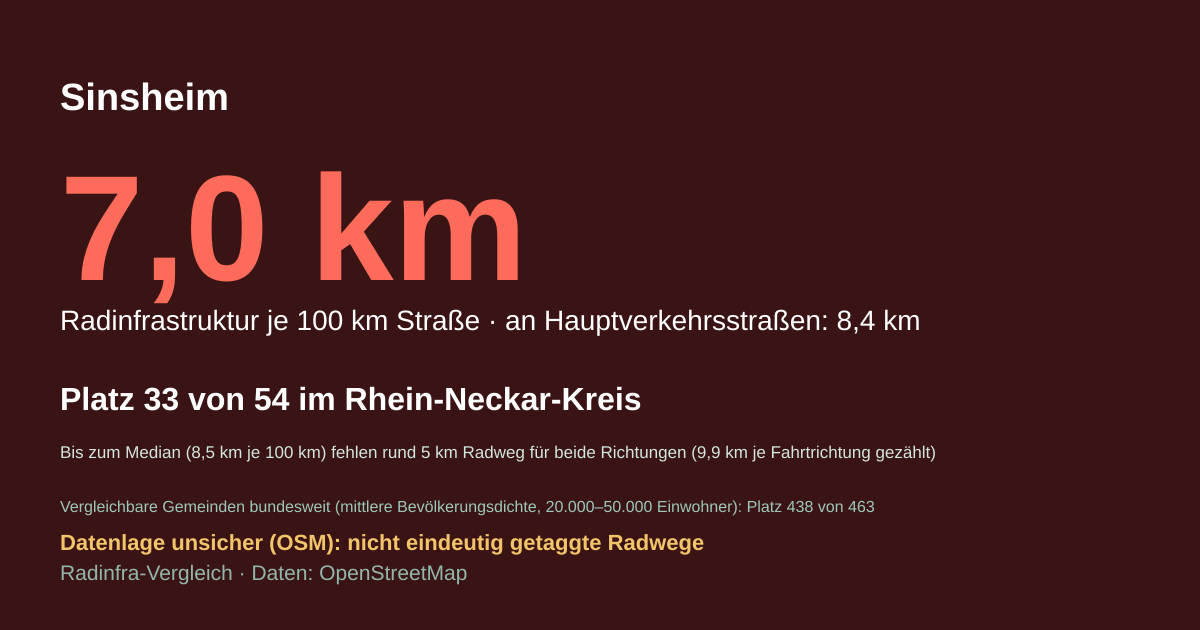 Sinsheim
7,0 km
Radinfrastruktur je 100 km Straße · an Hauptverkehrsstraßen: 8,4 km
Platz 33 von 54 im Rhein-Neckar-Kreis
Bis zum Median (8,5 km je 100 km) fehlen rund 5 km Radweg für beide Richtungen (9,9 km je Fahrtrichtung gezählt)
Vergleichbare Gemeinden bundesweit (mittlere Bevölkerungsdichte, 20.000–50.000 Einwohner): Platz 438 von 463
Datenlage unsicher (OSM): nicht eindeutig getaggte Radwege
Radinfra-Vergleich · Daten: OpenStreetMap